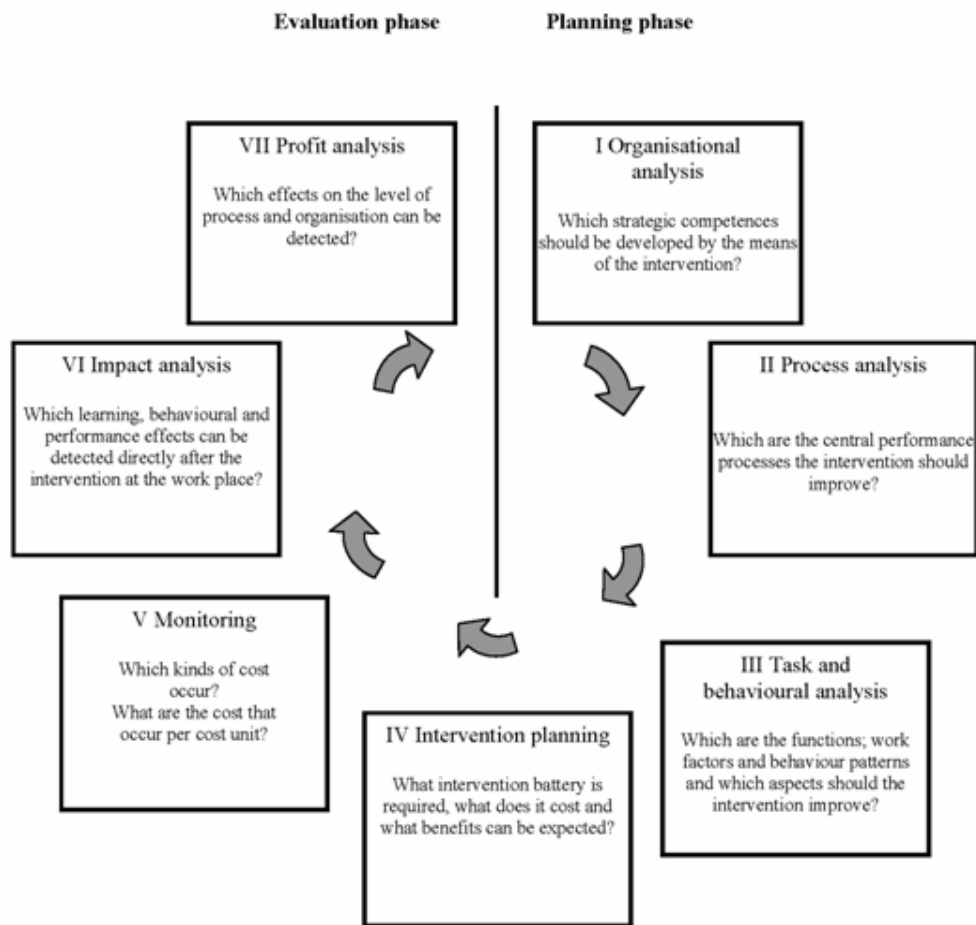 Evaluation phase
Planning phase
VII Profit analysis
Which effects on the level of
process and organisation can be
detected?
I Organisational
analysis
Which strategic competences
should be developed by the means
of the intervention?
VI Impact analysis
Which learning, behavioural and
performance effects can be
detected directly after the
intervention at the work place?
II Process analysis
Which are the central performance
processes the intervention should
improve?
V Monitoring
Which kinds of cost
occur?
What are the cost that
occur per cost unit?
III Task and
behavioural analysis
Which are the functions; work
factors and behaviour patterns
and which aspects should the
intervention improve?
IV Intervention planning
What intervention battery is
required, what does it cost and
what benefits can be expected?